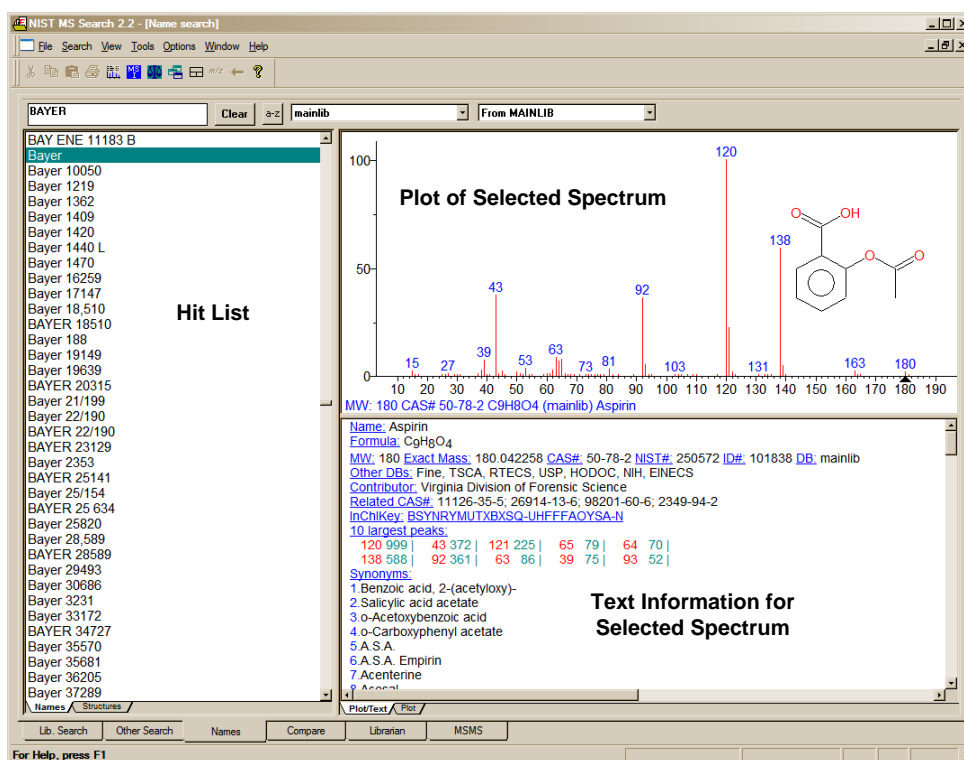 NIST MS Search 2.2 - [Name search]
File Search View Tools Options Window Help
m/z
BAYER Clear a-z mainlib From MAINLIB
BAY ENE 11183 B
Bayer
Bayer 10050
Bayer 1219
Bayer 1362
Bayer 1409
Bayer 1420
Bayer 1440 L
Bayer 1470
Bayer 16259
Bayer 17147
Bayer 18,510
BAYER 18510
Bayer 188
Bayer 19149
Bayer 19639
BAYER 20315
Bayer 21/199
Bayer 22/190
BAYER 22/190
BAYER 23129
Bayer 2353
BAYER 25141
Bayer 25/154
BAYER 25 634
Bayer 25820
Bayer 28,589
BAYER 28589
Bayer 29493
Bayer 30686
Bayer 3231
Bayer 33172
BAYER 34727
Bayer 35570
Bayer 35681
Bayer 36205
Bayer 37289
Hit List
Names Structures
Plot of Selected Spectrum
100
50
0
15 27 39 43 53 63 73 81 92 103 120 131 138 163 180
O OH
O O
10 20 30 40 50 60 70 80 90 100 110 120 130 140 150 160 170 180 190
MW: 180 CAS# 50-78-2 C9H8O4 (mainlib) Aspirin
Name: Aspirin
Formula: C9H8O4
MW: 180 Exact Mass: 180.042258 CAS#: 50-78-2 NIST#: 250572 ID#: 101838 DB: mainlib
Other DBs: Fine, TSCA, RTECS, USP, HODOC, NIH, EINECS
Contributor: Virginia Division of Forensic Science
Related CAS#: 11126-35-5; 26914-13-6; 98201-60-6; 2349-94-2
InChIKey: BSYNRYMUTXBXSQ-UHFFFAOYSA-N
10 largest peaks:
120 999 | 43 372 | 121 225 | 65 79 | 64 70 |
138 588 | 92 361 | 63 86 | 39 75 | 93 52 |
Synonyms:
1.Benzoic acid, 2-(acetyloxy)-
2.Salicylic acid acetate
3.o-Acetoxybenzoic acid
4.o-Carboxyphenyl acetate
5.A.S.A.
6.A.S.A. Empirin
7.Acenterine
8.Acesal
Text Information for
Selected Spectrum
Plot/Text Plot
Lib. Search Other Search Names Compare Librarian MSMS
For Help, press F1